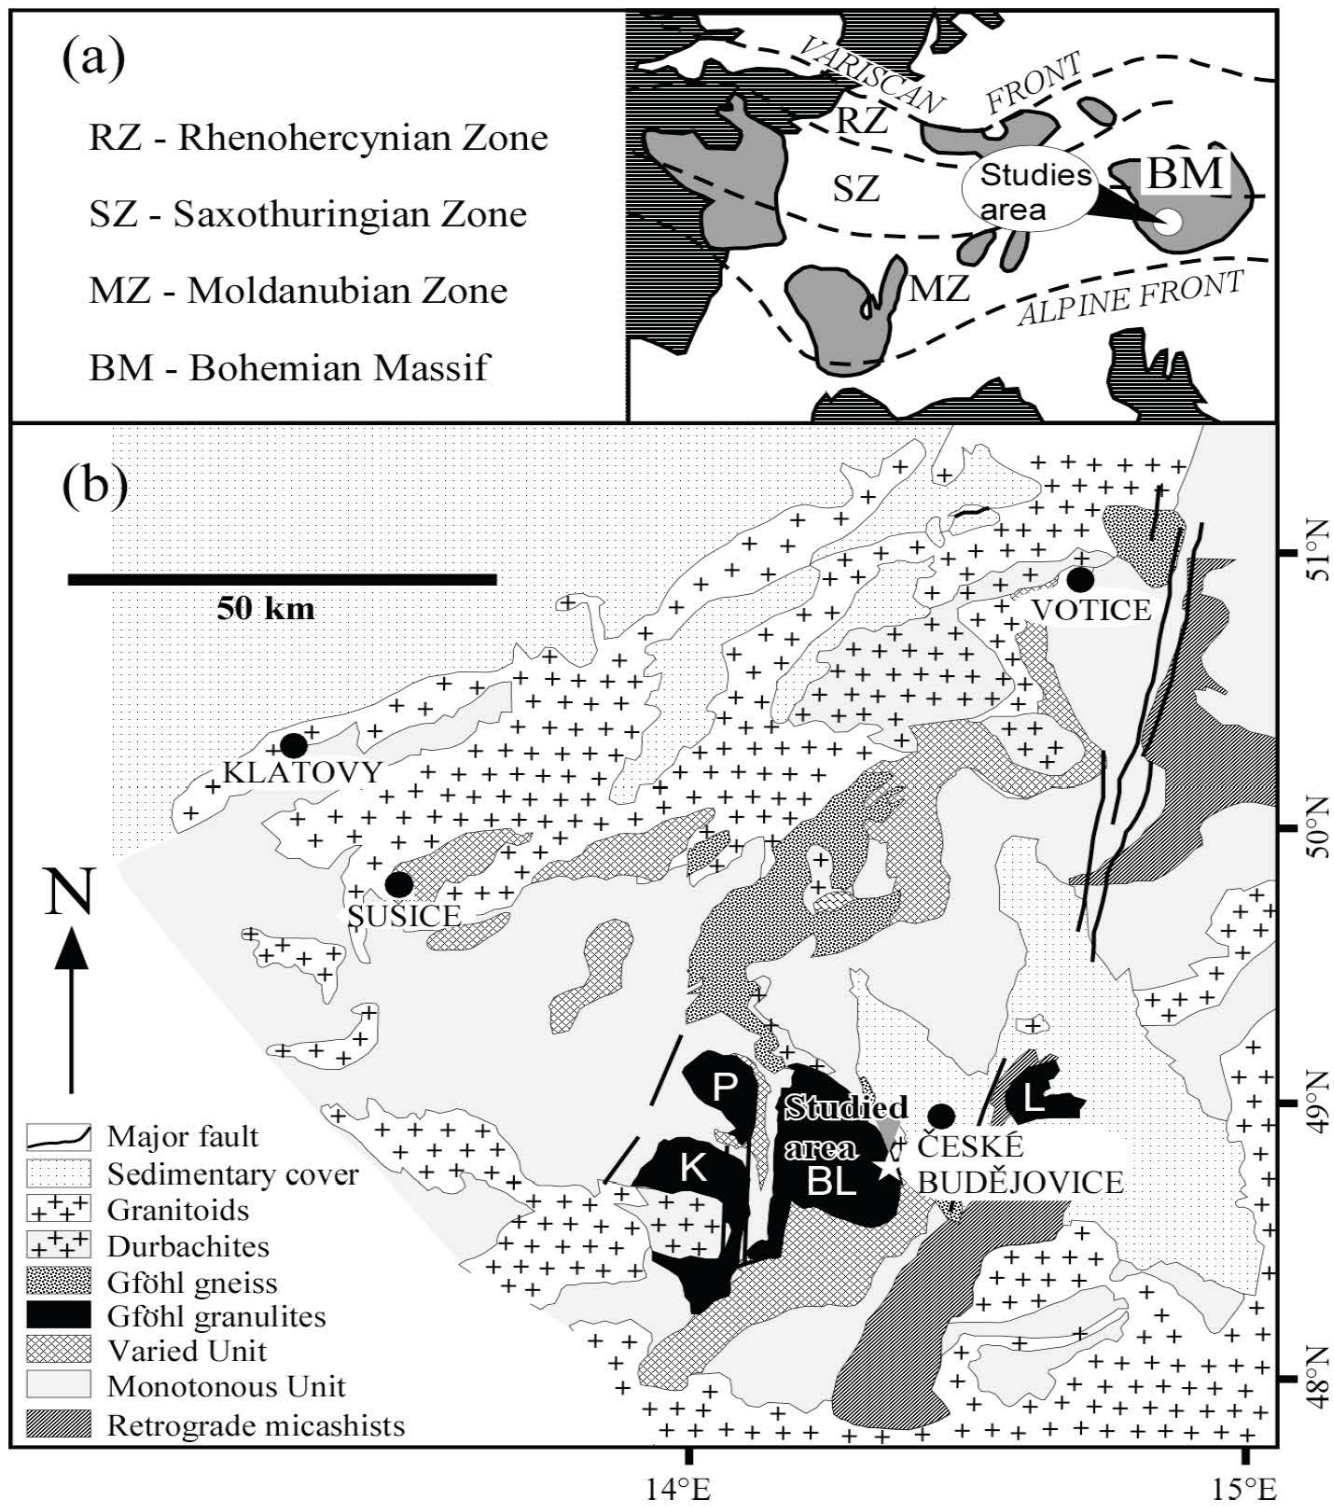 (a)
RZ - Rhenohercynian Zone
SZ - Saxothuringian Zone
MZ - Moldanubian Zone
BM - Bohemian Massif
VARISCAN FRONT
RZ
SZ
Studies
area
BM
MZ
ALPINE FRONT
(b)
50 km
51°N
VOTICE
KLATOVY
50°N
SUŠICE
N
P
L
49°N
Studied
area
K
BL
ČESKÉ
BUDĚJOVICE
Major fault
Sedimentary cover
Granitoids
Durbachites
Gföhl gneiss
Gföhl granulites
Varied Unit
Monotonous Unit
Retrograde micashists
48°N
14°E
15°E